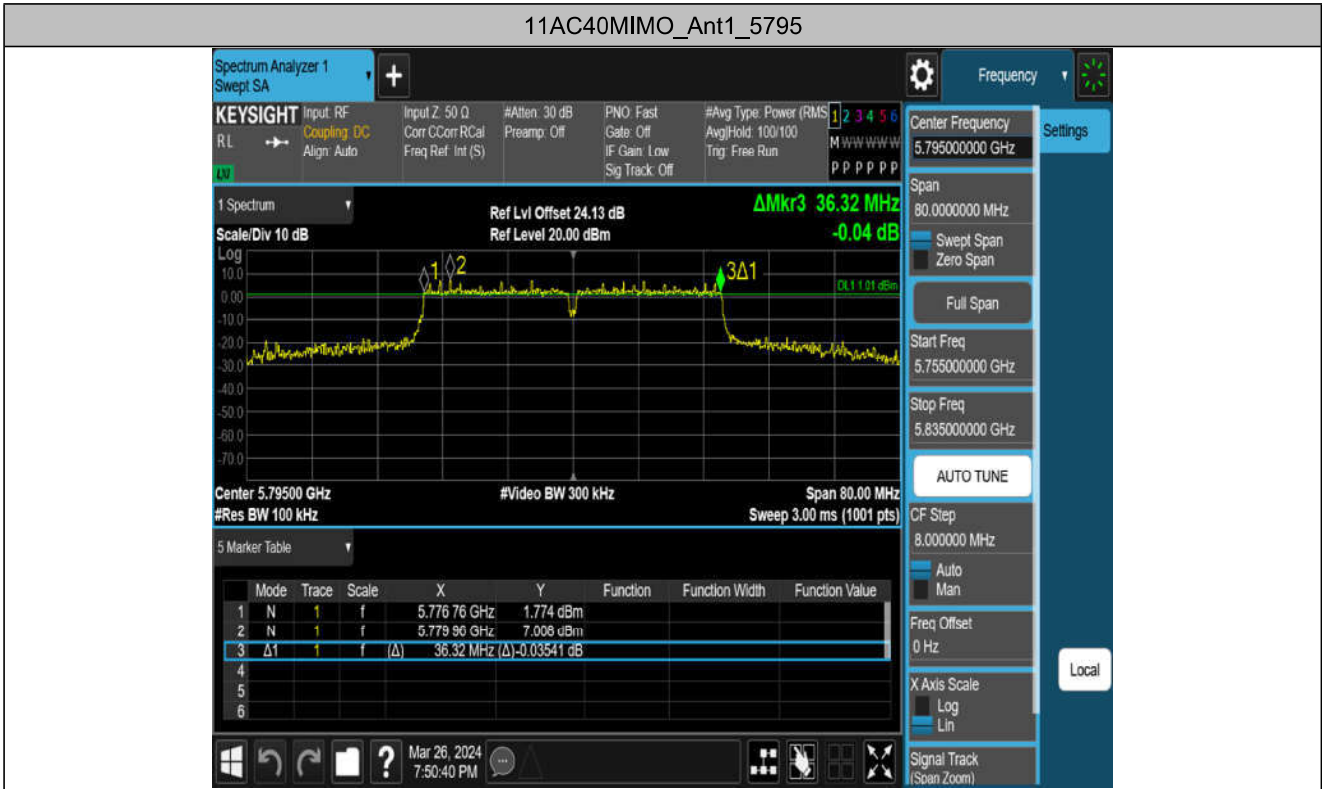 11AC40MIMO_Ant1_5795
Spectrum Analyzer 1
Swept SA
+
Frequency
KEYSIGHT
RL
LXI
Input: RF
Coupling: DC
Align: Auto
Input Z: 50 Ω
Corr CCorr RCal
Freq Ref: Int (S)
#Atten: 30 dB
Preamp: Off
PNO: Fast
Gate: Off
IF Gain: Low
Sig Track: Off
#Avg Type: Power (RMS
Avg|Hold: 100/100
Trig: Free Run
1 2 3 4 5 6
M W W W W W
P P P P P P
Center Frequency
5.795000000 GHz
Settings
1 Spectrum
Scale/Div 10 dB
Ref Lvl Offset 24.13 dB
Ref Level 20.00 dBm
ΔMkr3 36.32 MHz
-0.04 dB
Log
10.0
0.00
-10.0
-20.0
-30.0
-40.0
-50.0
-60.0
-70.0
1
2
3Δ1
DL1 1.01 dBm
Center 5.79500 GHz
#Res BW 100 kHz
#Video BW 300 kHz
Span 80.00 MHz
Sweep 3.00 ms (1001 pts)
Span
80.0000000 MHz
Swept Span
Zero Span
Full Span
Start Freq
5.755000000 GHz
Stop Freq
5.835000000 GHz
AUTO TUNE
CF Step
8.000000 MHz
Auto
Man
Freq Offset
0 Hz
X Axis Scale
Log
Lin
Signal Track
(Span Zoom)
Local
5 Marker Table
Mode Trace Scale X Y Function Function Width Function Value
1 N 1 f 5.776 76 GHz 1.774 dBm
2 N 1 f 5.779 96 GHz 7.008 dBm
3 Δ1 1 f (Δ) 36.32 MHz (Δ)-0.03541 dB
4
5
6
?
Mar 26, 2024
7:50:40 PM